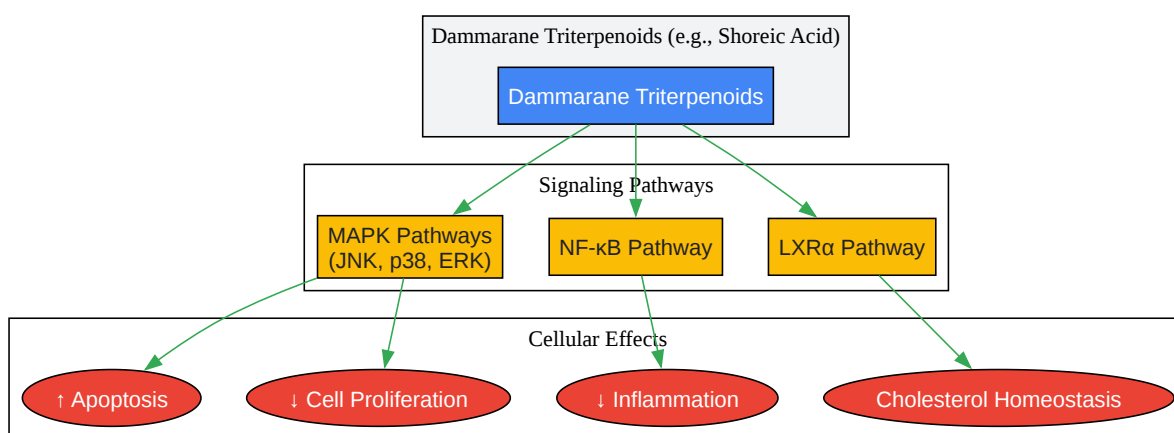 Dammarane Triterpenoids (e.g., Shoreic Acid)
Dammarane Triterpenoids
Signaling Pathways
MAPK Pathways
(JNK, p38, ERK)
NF-κB Pathway
LXRα Pathway
Cellular Effects
↑ Apoptosis
↓ Cell Proliferation
↓ Inflammation
Cholesterol Homeostasis